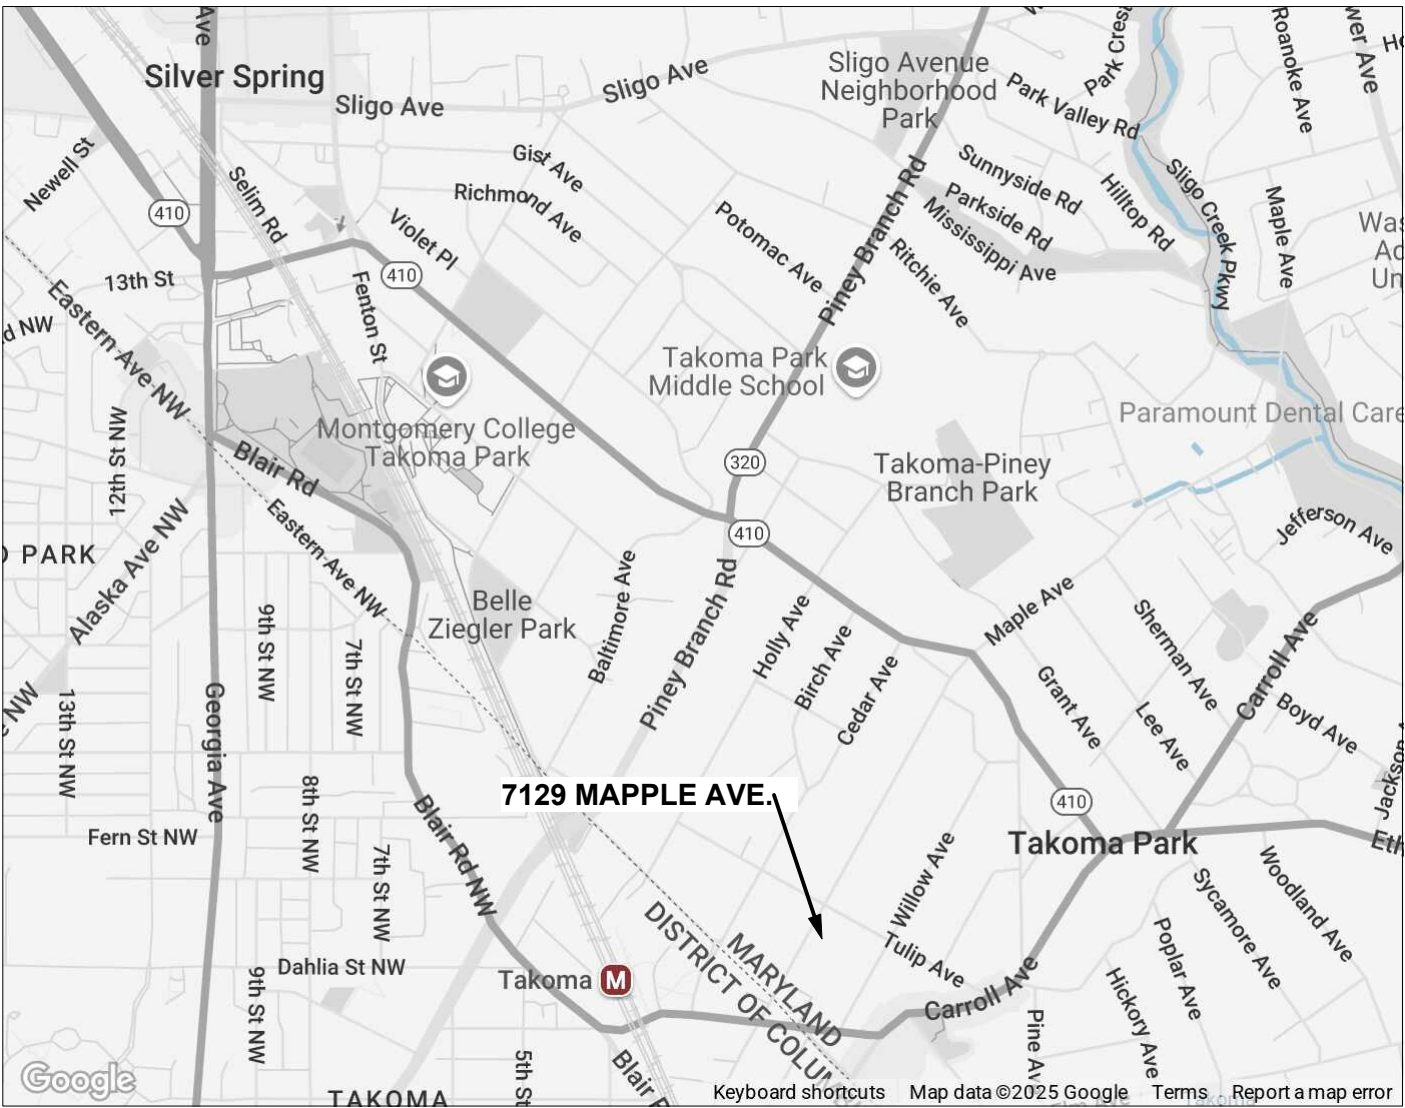 Ave
Silver Spring
Sligo Ave
Sligo Ave
Sligo Avenue
Neighborhood
Park
Park Valley Rd
Roanoke Ave
Newell St
410
Selim Rd
Gist Ave
Richmond Ave
Violet Pl
410
Potomac Ave
Piney Branch Rd
Sunnyside Rd
Parkside Rd
Mississippi Ave
Ritchie Ave
Hilltop Rd
Sligo Creek Pkwy
Maple Ave
13th St
Eastern Ave NW
Fenton St
Takoma Park
Middle School
Paramount Dental Care
Montgomery College
Takoma Park
12th St NW
Blair Rd
320
Takoma-Piney
Branch Park
Alaska Ave NW
Eastern Ave NW
410
Jefferson Ave
PARK
Belle
Ziegler Park
Baltimore Ave
Piney Branch Rd
Holly Ave
Birch Ave
Cedar Ave
Maple Ave
Sherman Ave
Grant Ave
Lee Ave
Carroll Ave
Boyd Ave
9th St NW
7th St NW
13th St NW
NW
Georgia Ave
7129 MAPPLE AVE.
410
Jackson
Takoma Park
Fern St NW
8th St NW
7th St NW
Blair Rd NW
Willow Ave
Tulip Ave
Sycamore Ave
Woodland Ave
Poplar Ave
Hickory Ave
Carroll Ave
Pine Av
MARYLAND
DISTRICT OF COLUM
Dahlia St NW
9th St NW
Takoma
M
5th St
Blair R
Google
TAKOMA
Keyboard shortcuts Map data ©2025 Google Terms Report a map error